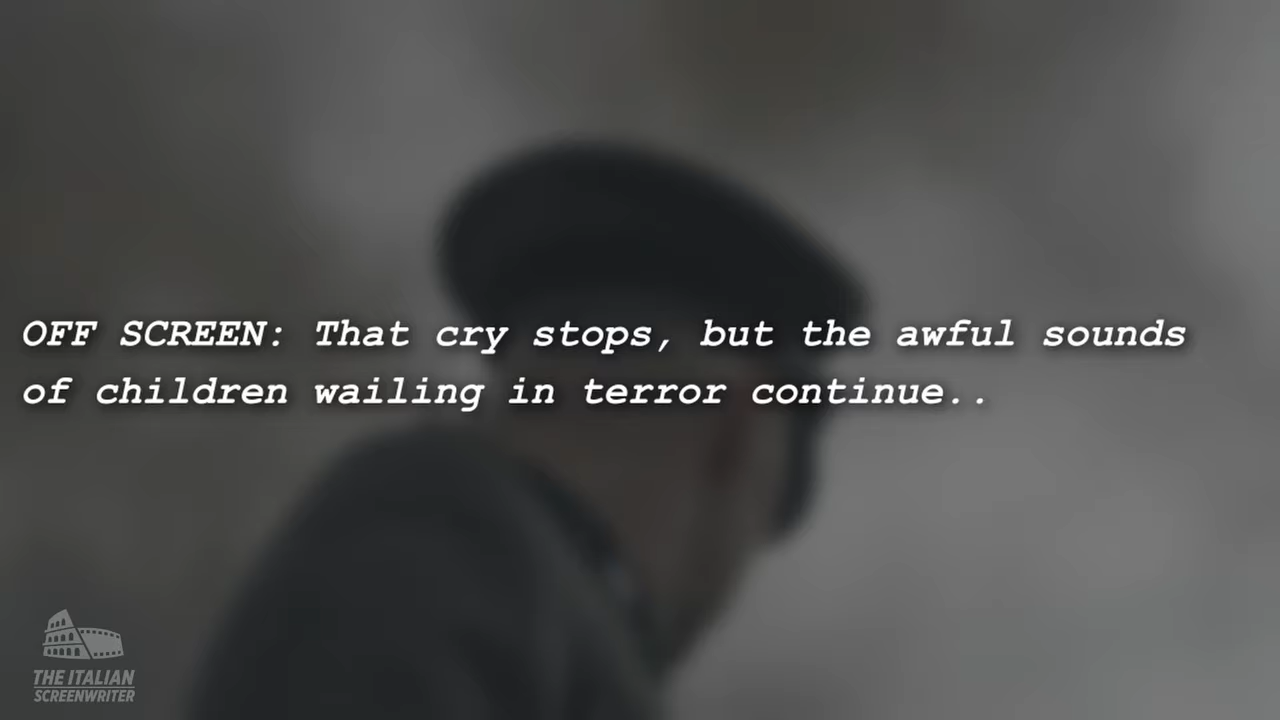 OFF SCREEN: That cry stops, but the awful sounds
of children wailing in terror continue..
THE ITALIAN
SCREENWRITER